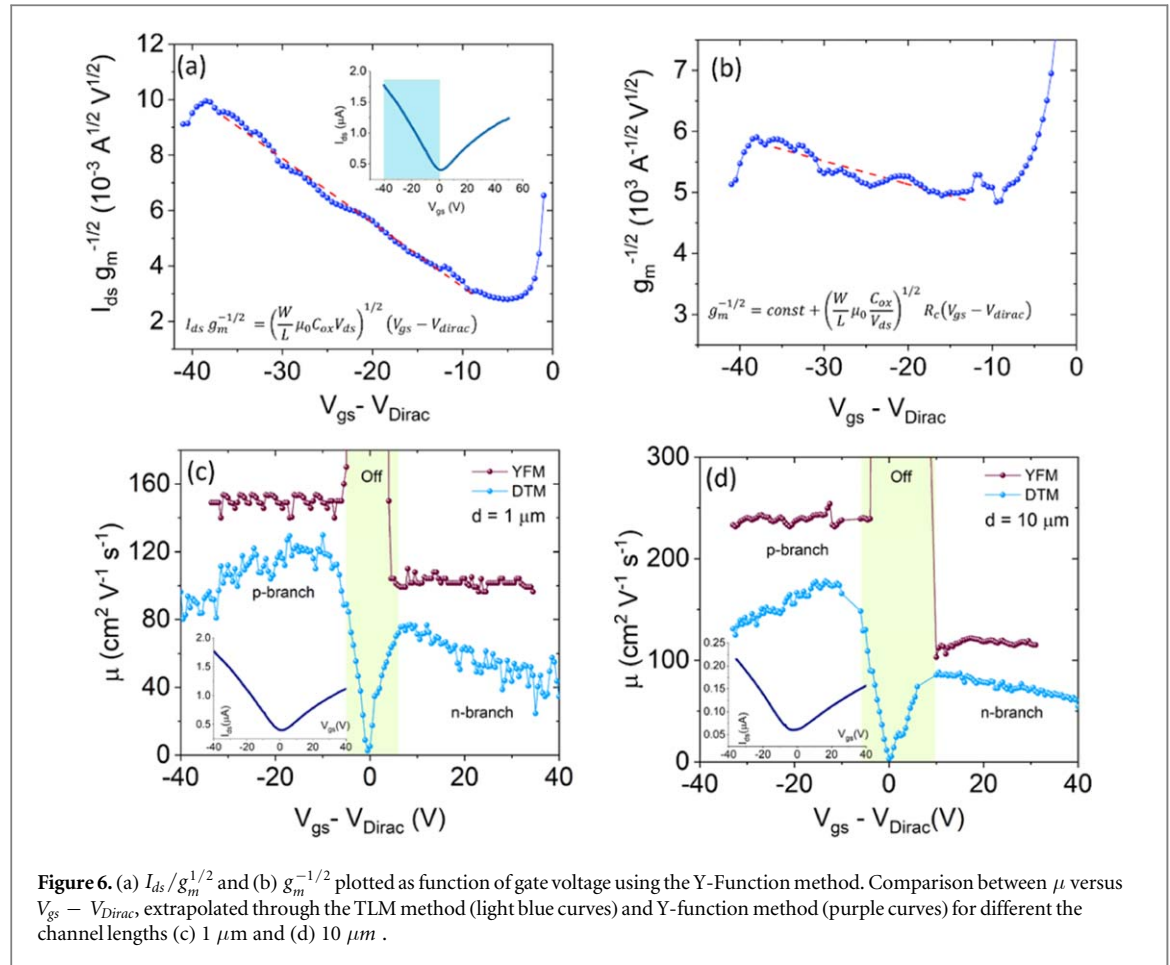 (a)
12
10
8
6
4
2
I_ds g_m^-1/2 (10^-3 A^1/2 V^1/2)
-40 -30 -20 -10 0
V_gs- V_Dirac
I_ds g_m^-1/2 = (W/L μ_0 C_ox V_ds)^1/2 (V_gs − V_dirac)
2.0
1.5
1.0
0.5
I_ds (μA)
-40 -20 0 20 40 60
V_gs (V)
(b)
7
6
5
4
3
g_m^-1/2 (10^3 A^-1/2 V^1/2)
g_m^-1/2 = const + (W/L μ_0 C_ox/V_ds)^1/2 R_c(V_gs − V_dirac)
-40 -30 -20 -10 0
V_gs- V_Dirac
(c)
Off
YFM
DTM
d = 1 μm
160
120
80
40
0
μ (cm² V⁻¹ s⁻¹)
p-branch
n-branch
2.0
1.5
1.0
0.5
I_ds(μA)
V_gs(V)
-40 -20 0 20 40
-40 -20 0 20 40
V_gs- V_Dirac (V)
(d)
Off
YFM
DTM
d = 10 μm
300
200
100
0
μ (cm² V⁻¹ s⁻¹)
p-branch
n-branch
0.25
0.20
0.15
0.10
0.05
I_ds(μA)
V_gs(V)
-40 -20 0 20 40
-40 -20 0 20 40
V_gs- V_Dirac(V)
Figure 6. (a) I_ds/g_m^1/2 and (b) g_m^-1/2 plotted as function of gate voltage using the Y-Function method. Comparison between μ versus
V_gs − V_Dirac, extrapolated through the TLM method (light blue curves) and Y-function method (purple curves) for different the
channel lengths (c) 1 μm and (d) 10 μm .